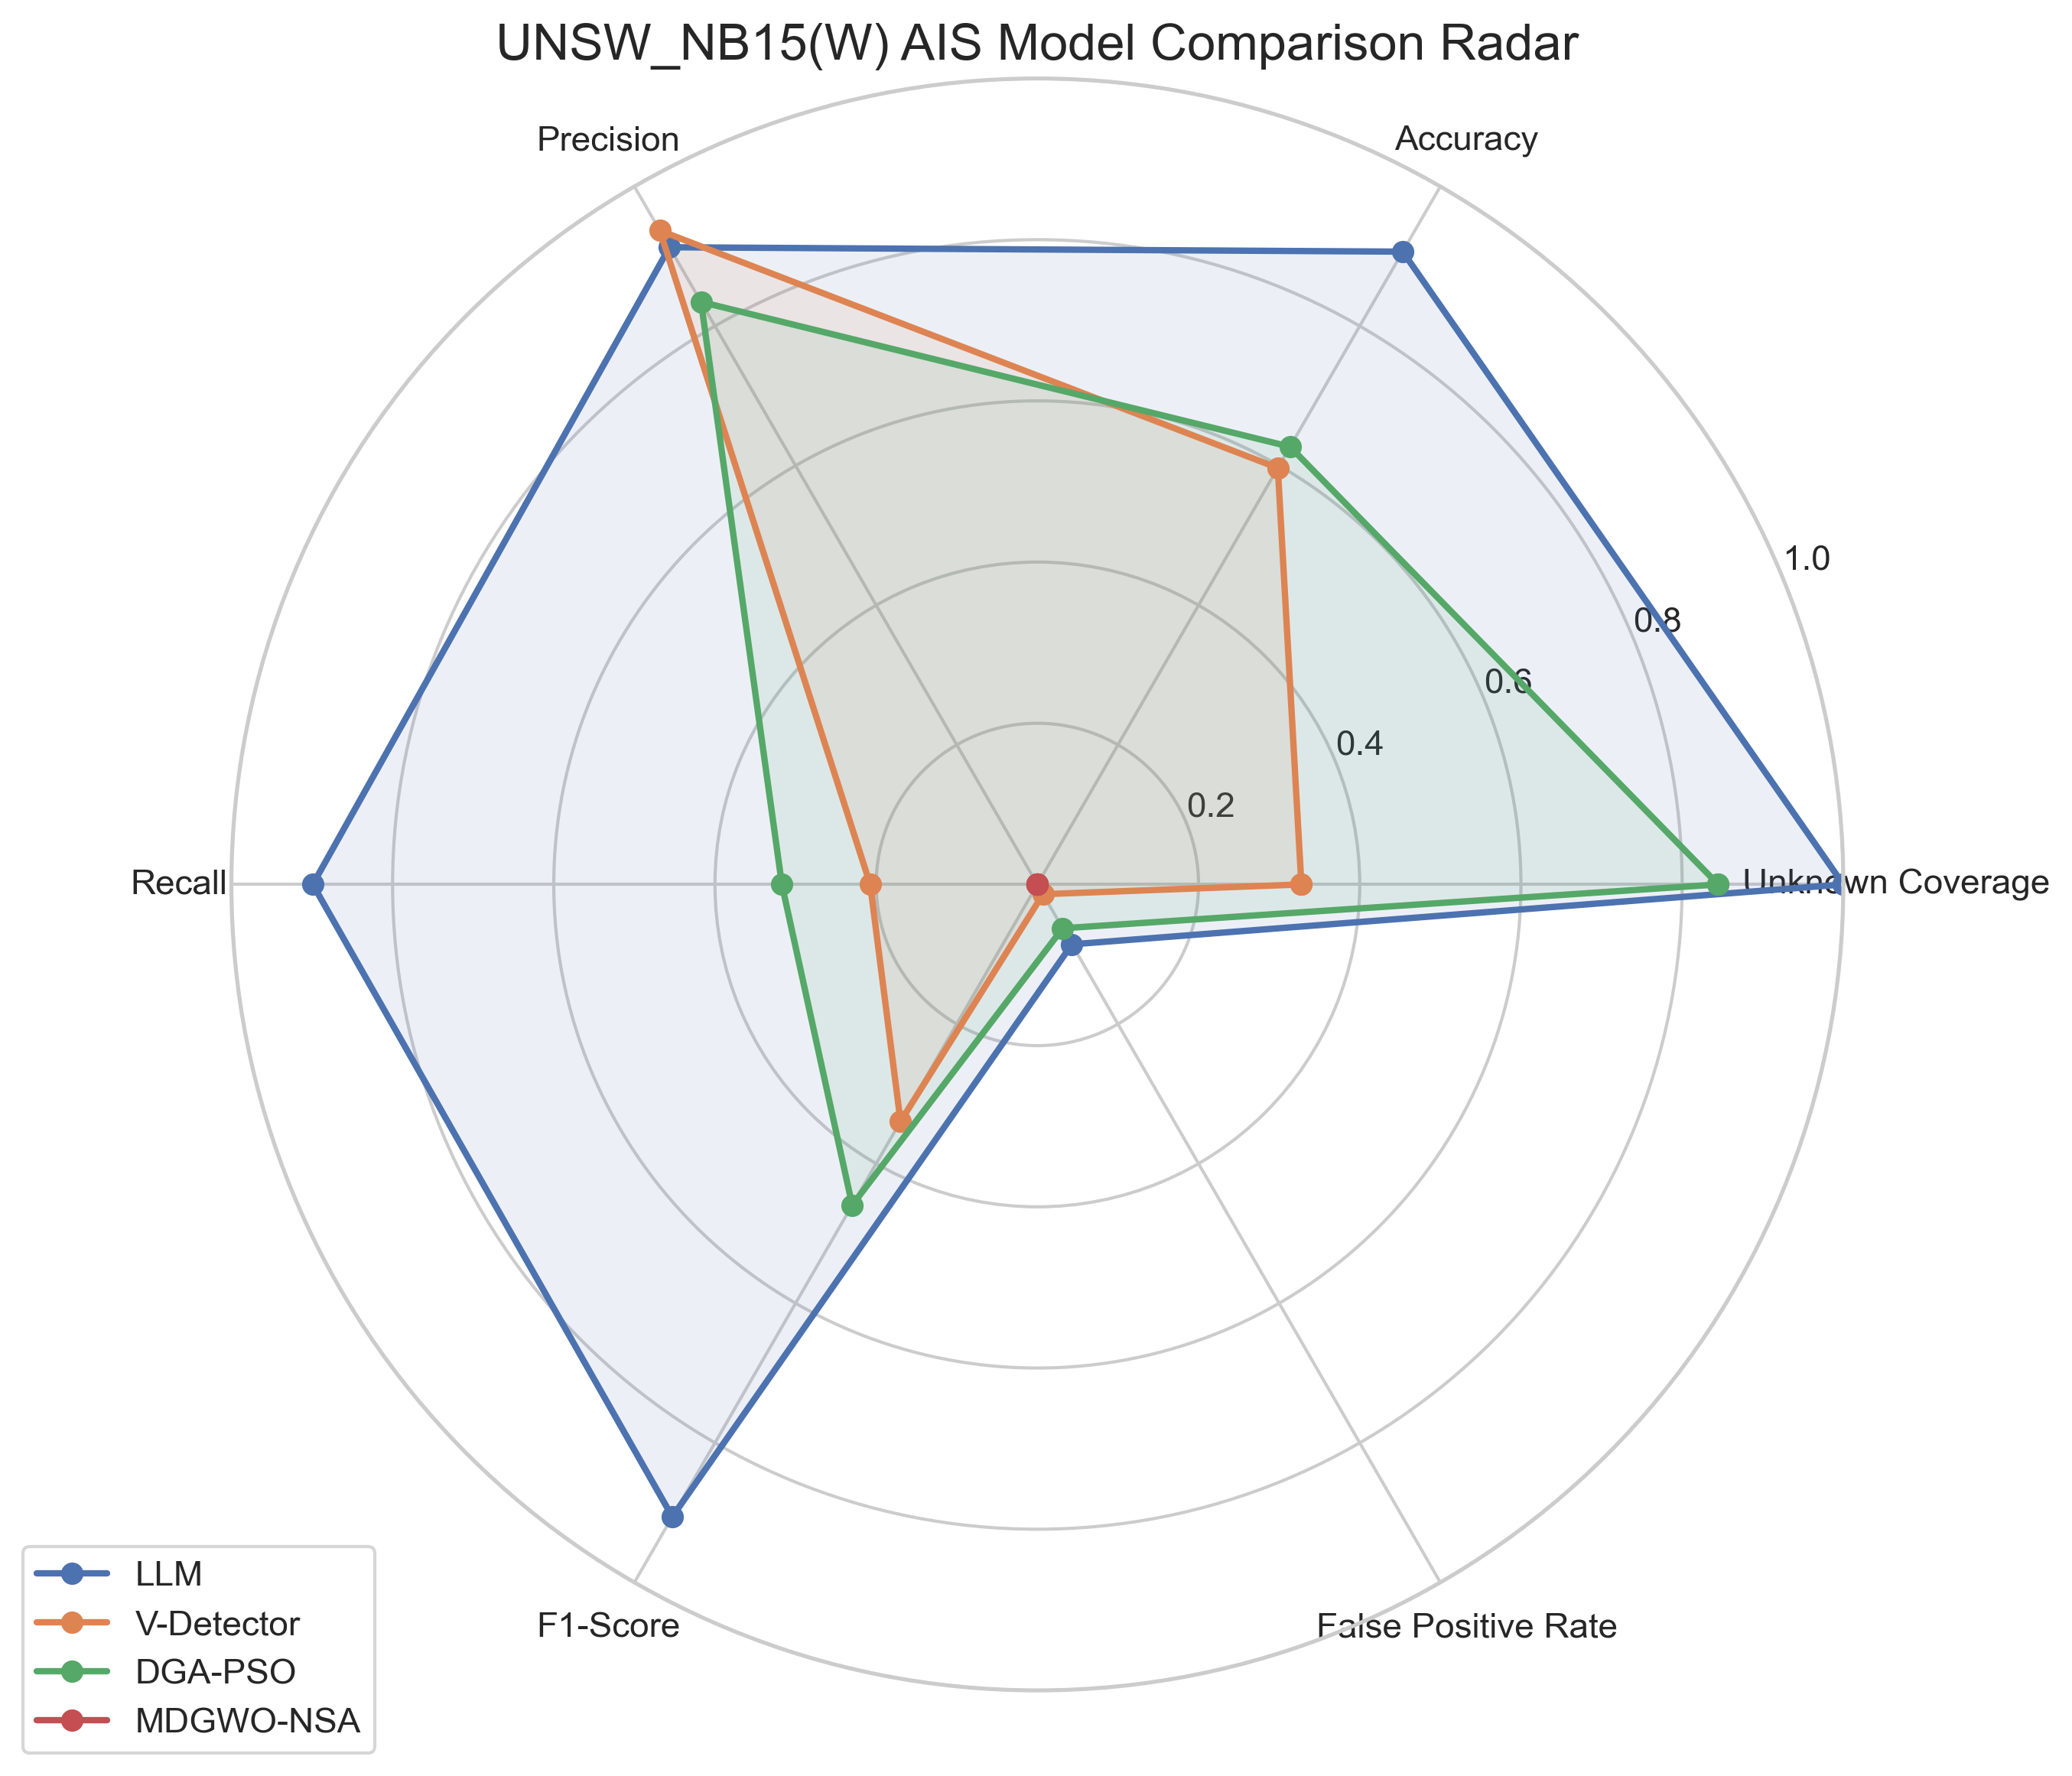 UNSW_NB15(W) AIS Model Comparison Radar
Precision
Accuracy
1.0
0.8
0.6
0.4
0.2
Recall
Unknown Coverage
F1-Score
False Positive Rate
LLM
V-Detector
DGA-PSO
MDGWO-NSA